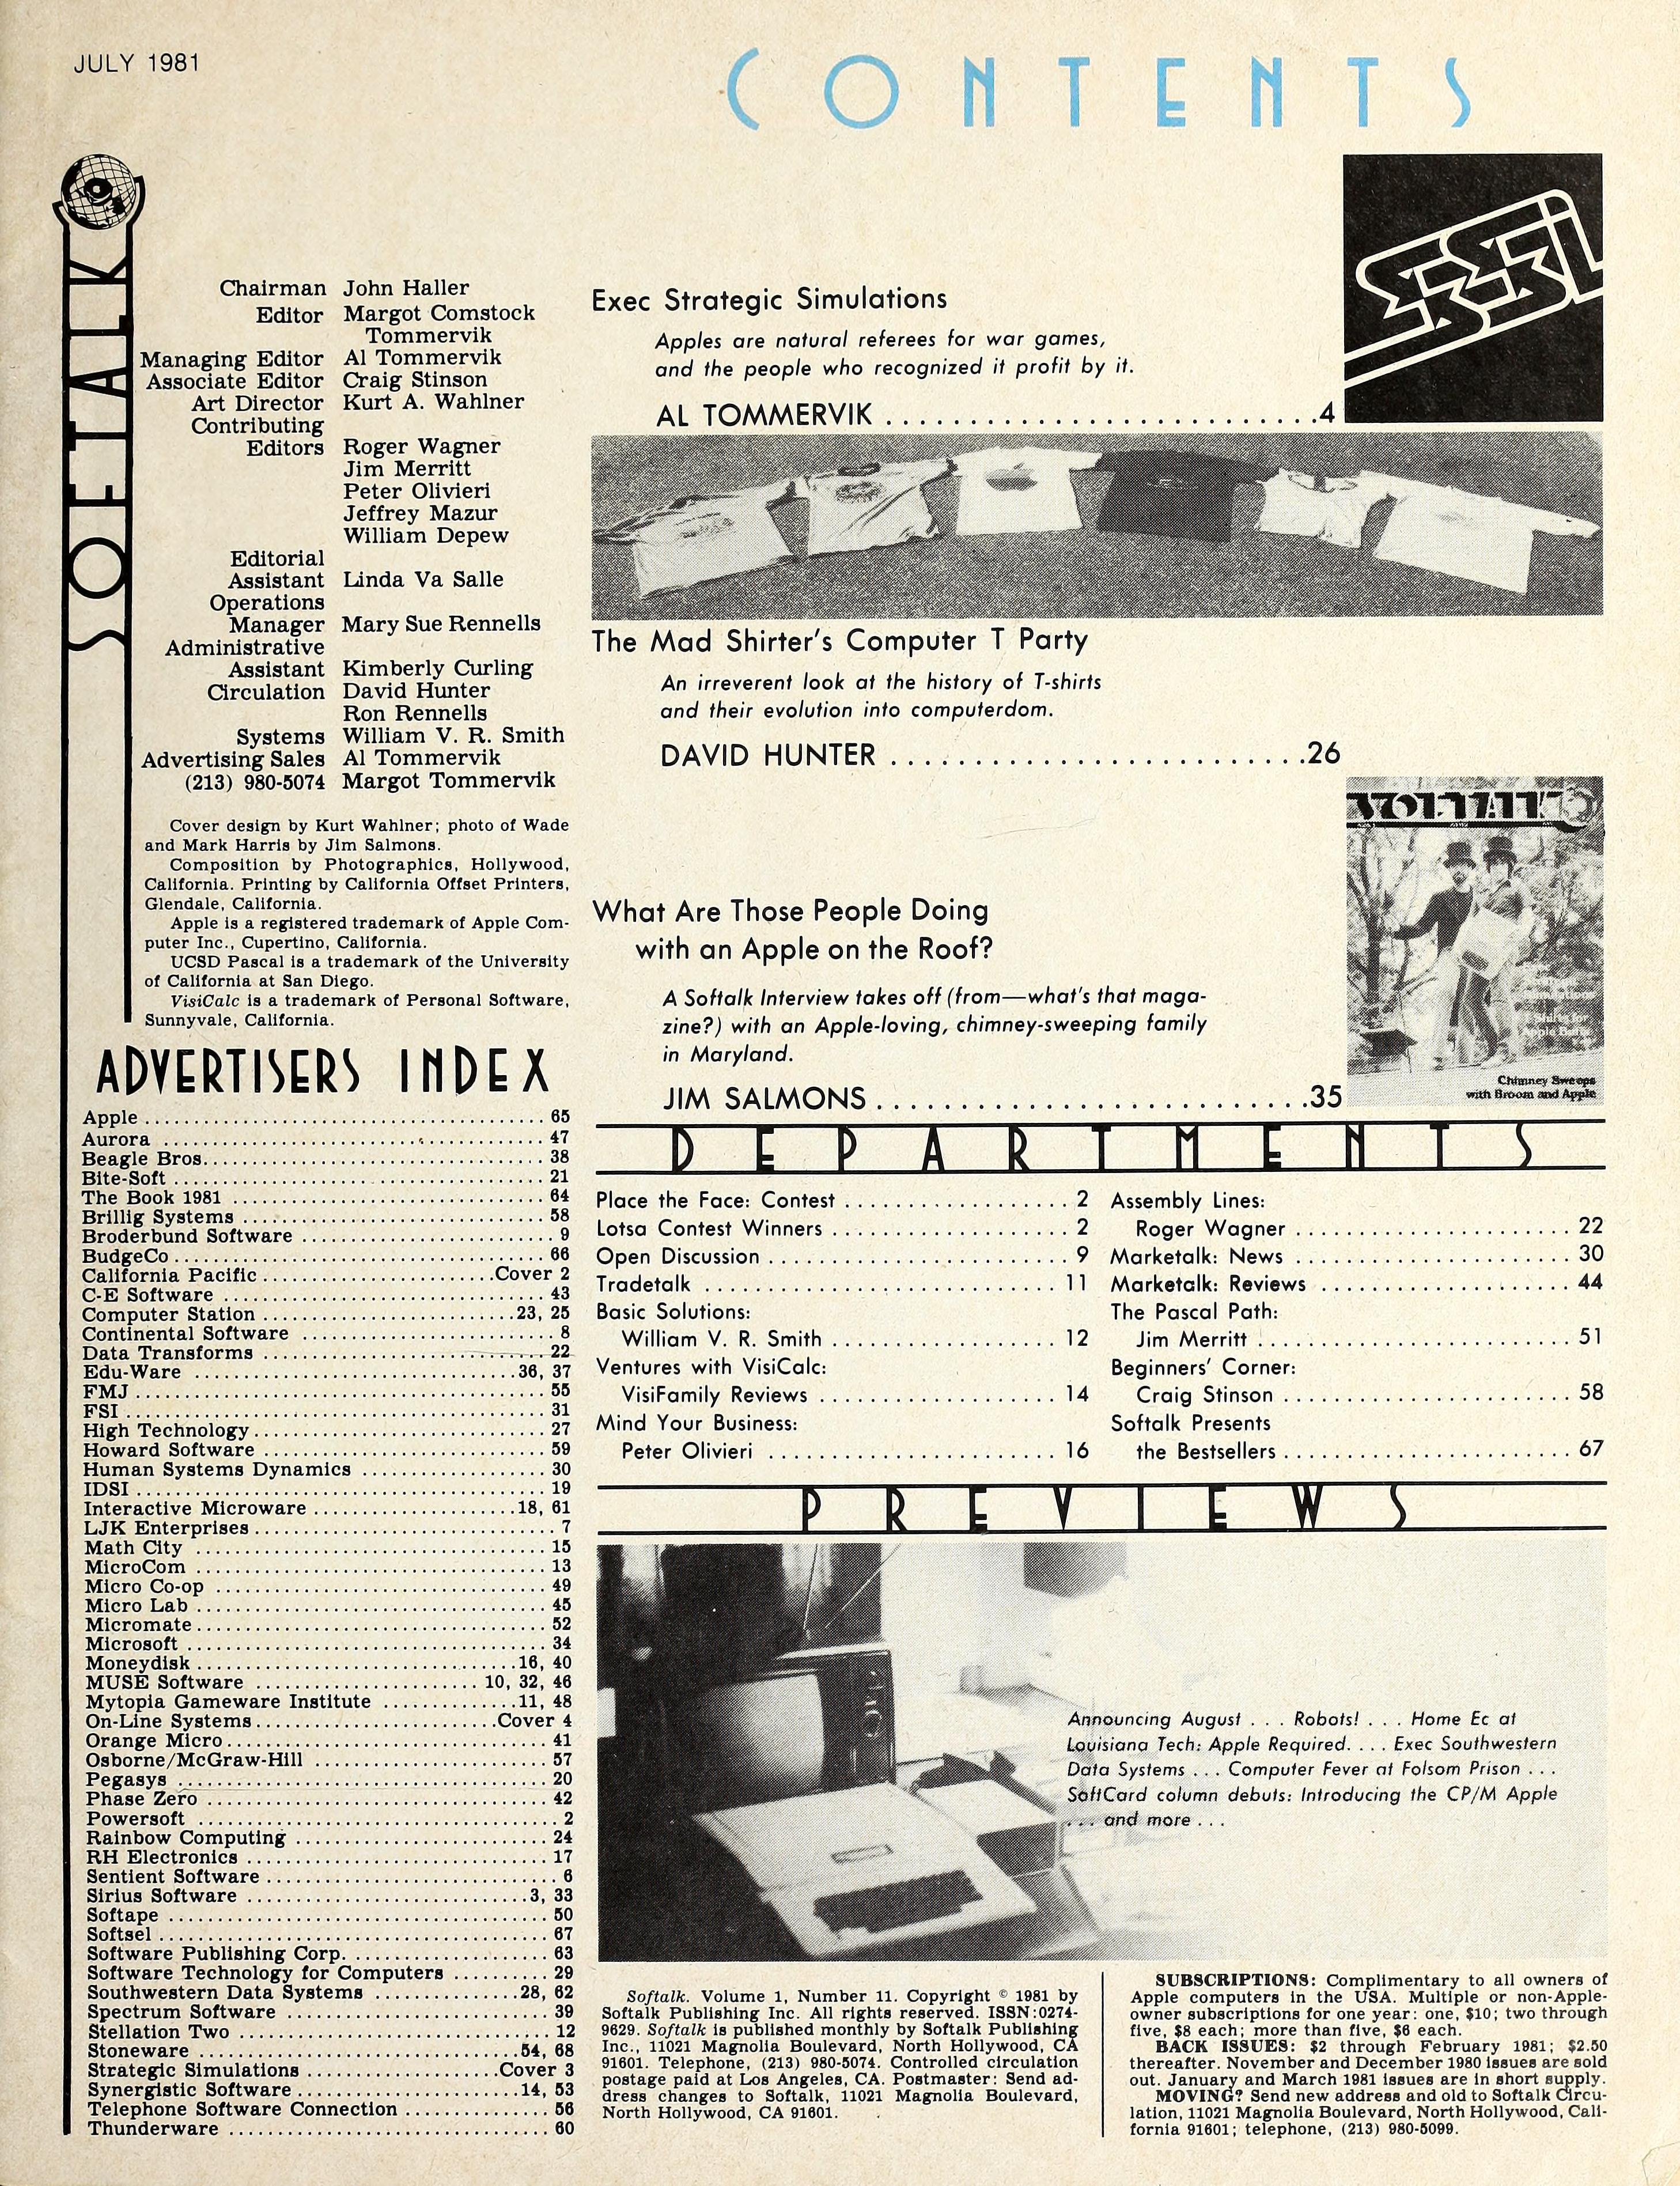 JULY 1981
CONTENTS
SOFTALK
Chairman John Haller
Editor Margot Comstock
Tommervik
Managing Editor Al Tommervik
Associate Editor Craig Stinson
Art Director Kurt A. Wahlner
Contributing
Editors Roger Wagner
Jim Merritt
Peter Olivieri
Jeffrey Mazur
William Depew
Editorial
Assistant Linda Va Salle
Operations
Manager Mary Sue Rennells
Administrative
Assistant Kimberly Curling
Circulation David Hunter
Ron Rennells
Systems William V. R. Smith
Advertising Sales Al Tommervik
(213) 980-5074 Margot Tommervik
Cover design by Kurt Wahlner; photo of Wade
and Mark Harris by Jim Salmons.
Composition by Photographics, Hollywood,
California. Printing by California Offset Printers,
Glendale, California.
Apple is a registered trademark of Apple Com-
puter Inc., Cupertino, California.
UCSD Pascal is a trademark of the University
of California at San Diego.
VisiCalc is a trademark of Personal Software,
Sunnyvale, California.
ADVERTISERS INDEX
Apple ........ 65
Aurora ........ 47
Beagle Bros. ........ 38
Bite-Soft ........ 21
The Book 1981 ........ 64
Brillig Systems ........ 58
Broderbund Software ........ 9
BudgeCo ........ 66
California Pacific ........ Cover 2
C-E Software ........ 43
Computer Station ........ 23, 25
Continental Software ........ 8
Data Transforms ........ 22
Edu-Ware ........ 36, 37
FMJ ........ 55
FSI ........ 31
High Technology ........ 27
Howard Software ........ 59
Human Systems Dynamics ........ 30
IDSI ........ 19
Interactive Microware ........ 18, 61
LJK Enterprises ........ 7
Math City ........ 15
MicroCom ........ 13
Micro Co-op ........ 49
Micro Lab ........ 45
Micromate ........ 52
Microsoft ........ 34
Moneydisk ........ 16, 40
MUSE Software ........ 10, 32, 46
Mytopia Gameware Institute ........ 11, 48
On-Line Systems ........ Cover 4
Orange Micro ........ 41
Osborne/McGraw-Hill ........ 57
Pegasys ........ 20
Phase Zero ........ 42
Powersoft ........ 2
Rainbow Computing ........ 24
RH Electronics ........ 17
Sentient Software ........ 6
Sirius Software ........ 3, 33
Softape ........ 50
Softsel ........ 67
Software Publishing Corp. ........ 63
Software Technology for Computers ........ 29
Southwestern Data Systems ........ 28, 62
Spectrum Software ........ 39
Stellation Two ........ 12
Stoneware ........ 54, 68
Strategic Simulations ........ Cover 3
Synergistic Software ........ 14, 53
Telephone Software Connection ........ 56
Thunderware ........ 60
SSI
Exec Strategic Simulations
Apples are natural referees for war games,
and the people who recognized it profit by it.
AL TOMMERVIK ........ 4
The Mad Shirter's Computer T Party
An irreverent look at the history of T-shirts
and their evolution into computerdom.
DAVID HUNTER ........ 26
What Are Those People Doing
with an Apple on the Roof?
A Softalk Interview takes off (from—what's that maga-
zine?) with an Apple-loving, chimney-sweeping family
in Maryland.
JIM SALMONS ........ 35
SOFTALK
Chimney Sweeps
with Broom and Apple
DEPARTMENTS
Place the Face: Contest ........ 2
Lotsa Contest Winners ........ 2
Open Discussion ........ 9
Tradetalk ........ 11
Basic Solutions:
William V. R. Smith ........ 12
Ventures with VisiCalc:
VisiFamily Reviews ........ 14
Mind Your Business:
Peter Olivieri ........ 16
Assembly Lines:
Roger Wagner ........ 22
Marketalk: News ........ 30
Marketalk: Reviews ........ 44
The Pascal Path:
Jim Merritt ........ 51
Beginners' Corner:
Craig Stinson ........ 58
Softalk Presents
the Bestsellers ........ 67
PREVIEWS
Announcing August . . . Robots! . . . Home Ec at
Louisiana Tech: Apple Required. . . . Exec Southwestern
Data Systems . . . Computer Fever at Folsom Prison . . .
SoftCard column debuts: Introducing the CP/M Apple
. . . and more . . .
Softalk. Volume 1, Number 11. Copyright © 1981 by
Softalk Publishing Inc. All rights reserved. ISSN:0274-
9629. Softalk is published monthly by Softalk Publishing
Inc., 11021 Magnolia Boulevard, North Hollywood, CA
91601. Telephone, (213) 980-5074. Controlled circulation
postage paid at Los Angeles, CA. Postmaster: Send ad-
dress changes to Softalk, 11021 Magnolia Boulevard,
North Hollywood, CA 91601.
SUBSCRIPTIONS: Complimentary to all owners of
Apple computers in the USA. Multiple or non-Apple-
owner subscriptions for one year: one, $10; two through
five, $8 each; more than five, $6 each.
BACK ISSUES: $2 through February 1981; $2.50
thereafter. November and December 1980 issues are sold
out. January and March 1981 issues are in short supply.
MOVING? Send new address and old to Softalk Circu-
lation, 11021 Magnolia Boulevard, North Hollywood, Cali-
fornia 91601; telephone, (213) 980-5099.